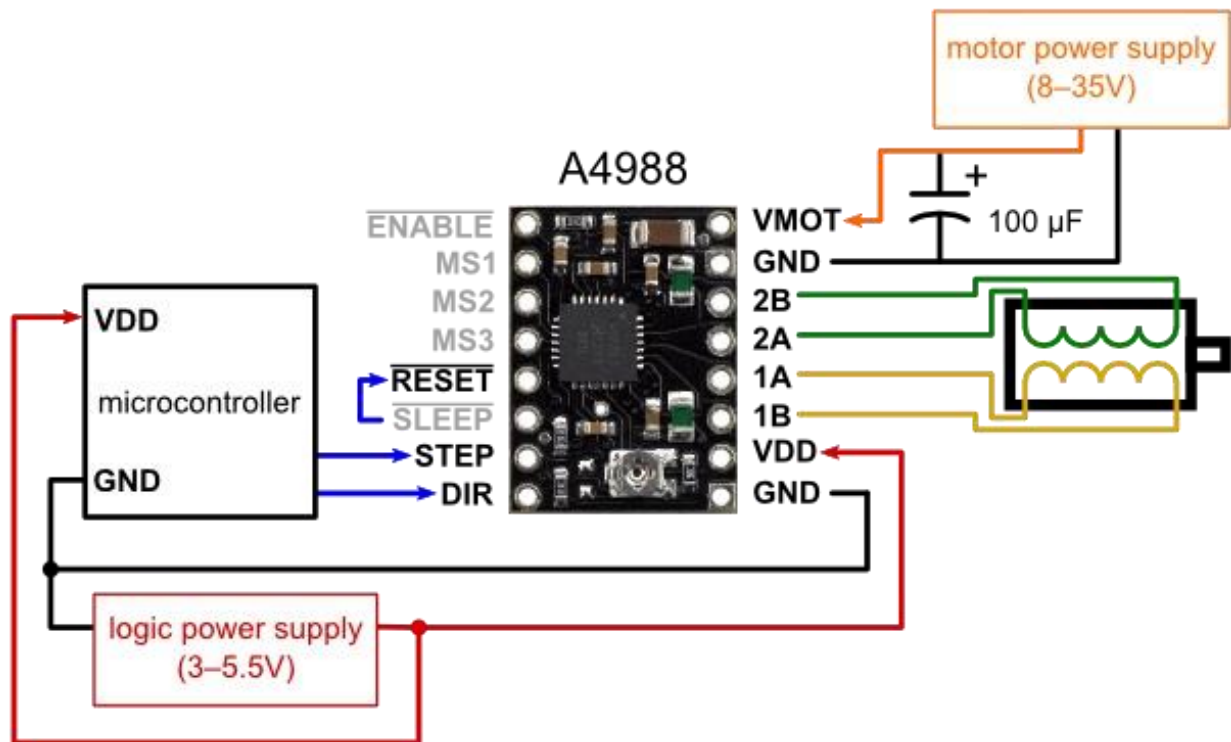 motor power supply
(8–35V)
A4988
+
100 µF
ENABLE
MS1
MS2
MS3
RESET
SLEEP
STEP
DIR
VMOT
GND
2B
2A
1A
1B
VDD
GND
VDD
microcontroller
GND
logic power supply
(3–5.5V)